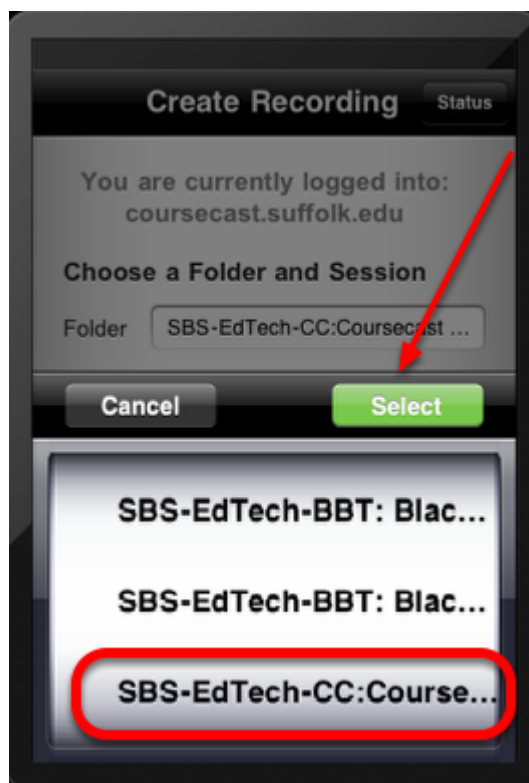 Create Recording
Status
You are currently logged into:
coursecast.suffolk.edu
Choose a Folder and Session
Folder
SBS-EdTech-CC:Coursecast ...
Cancel
Select
SBS-EdTech-BBT: Blac...
SBS-EdTech-BBT: Blac...
SBS-EdTech-CC:Course...